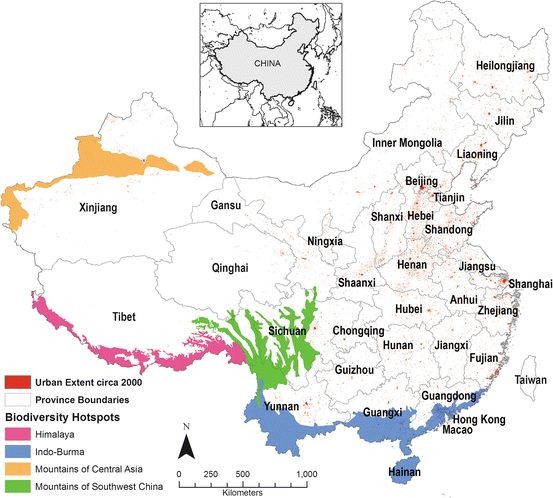 CHINA
Heilongjiang
Jilin
Inner Mongolia
Liaoning
Beijing
Tianjin
Xinjiang
Gansu
Shanxi
Hebei
Shandong
Ningxia
Qinghai
Henan
Jiangsu
Shaanxi
Shanghai
Tibet
Anhui
Hubei
Zhejiang
Sichuan
Chongqing
Hunan
Jiangxi
Fujian
Guizhou
Taiwan
Urban Extent circa 2000
Province Boundaries
Biodiversity Hotspots
Himalaya
Indo-Burma
Mountains of Central Asia
Mountains of Southwest China
Yunnan
Guangxi
Guangdong
Hong Kong
Macao
Hainan
N
0 250 500 1,000
Kilometers